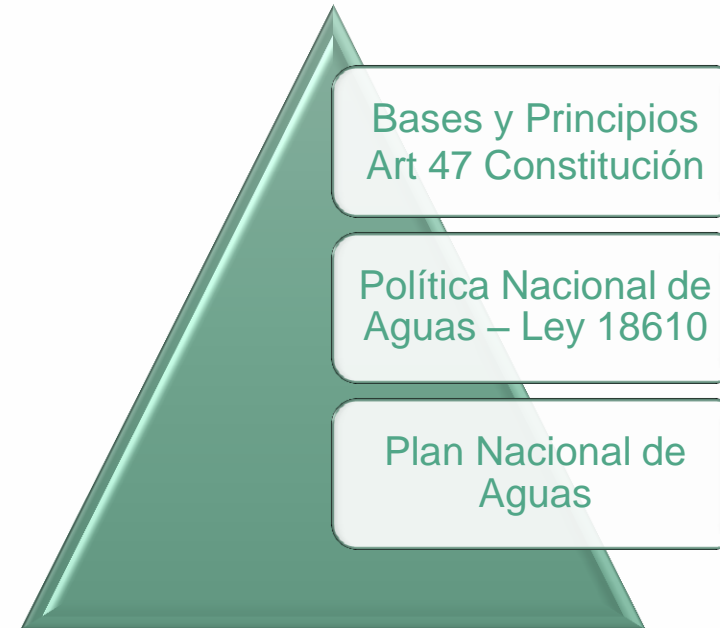 Bases y Principios
Art 47 Constitución
Política Nacional de
Aguas – Ley 18610
Plan Nacional de
Aguas